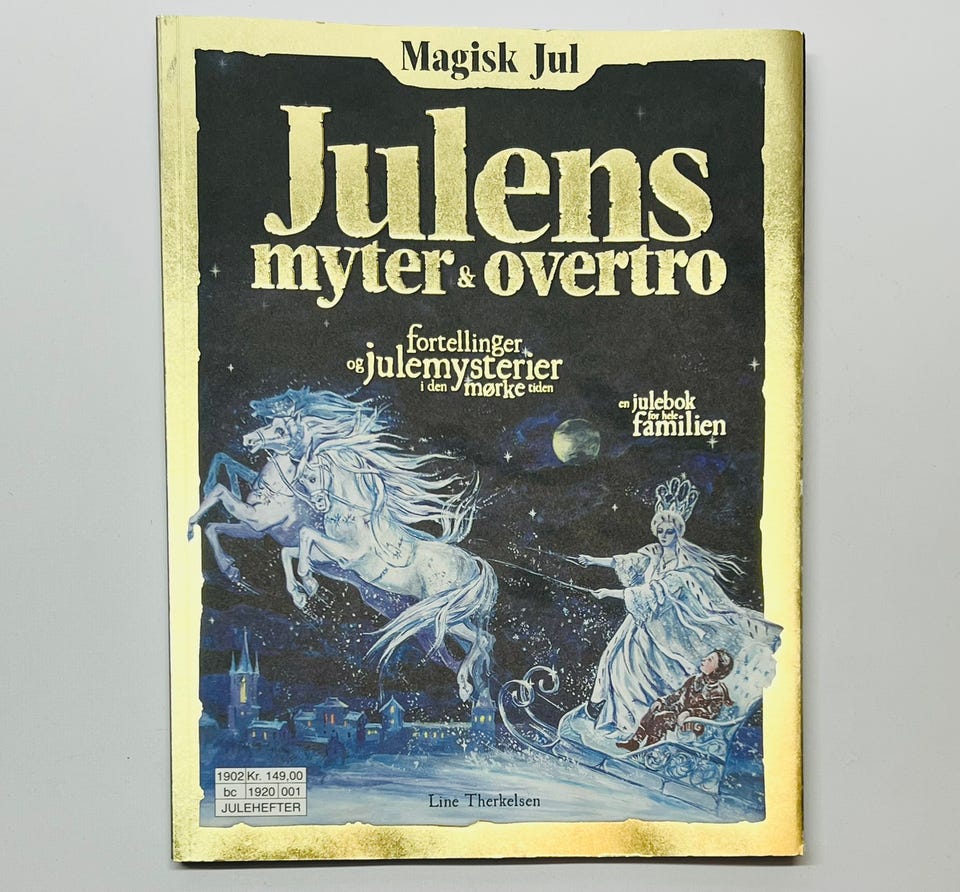 Magisk Jul
Julens
myter & overtro
fortellinger
og julemysterier
i den mørke tiden
en julebok
for hele
familien
1902 Kr. 149,00
bc 1920 001
JULEHEFTER
Line Therkelsen